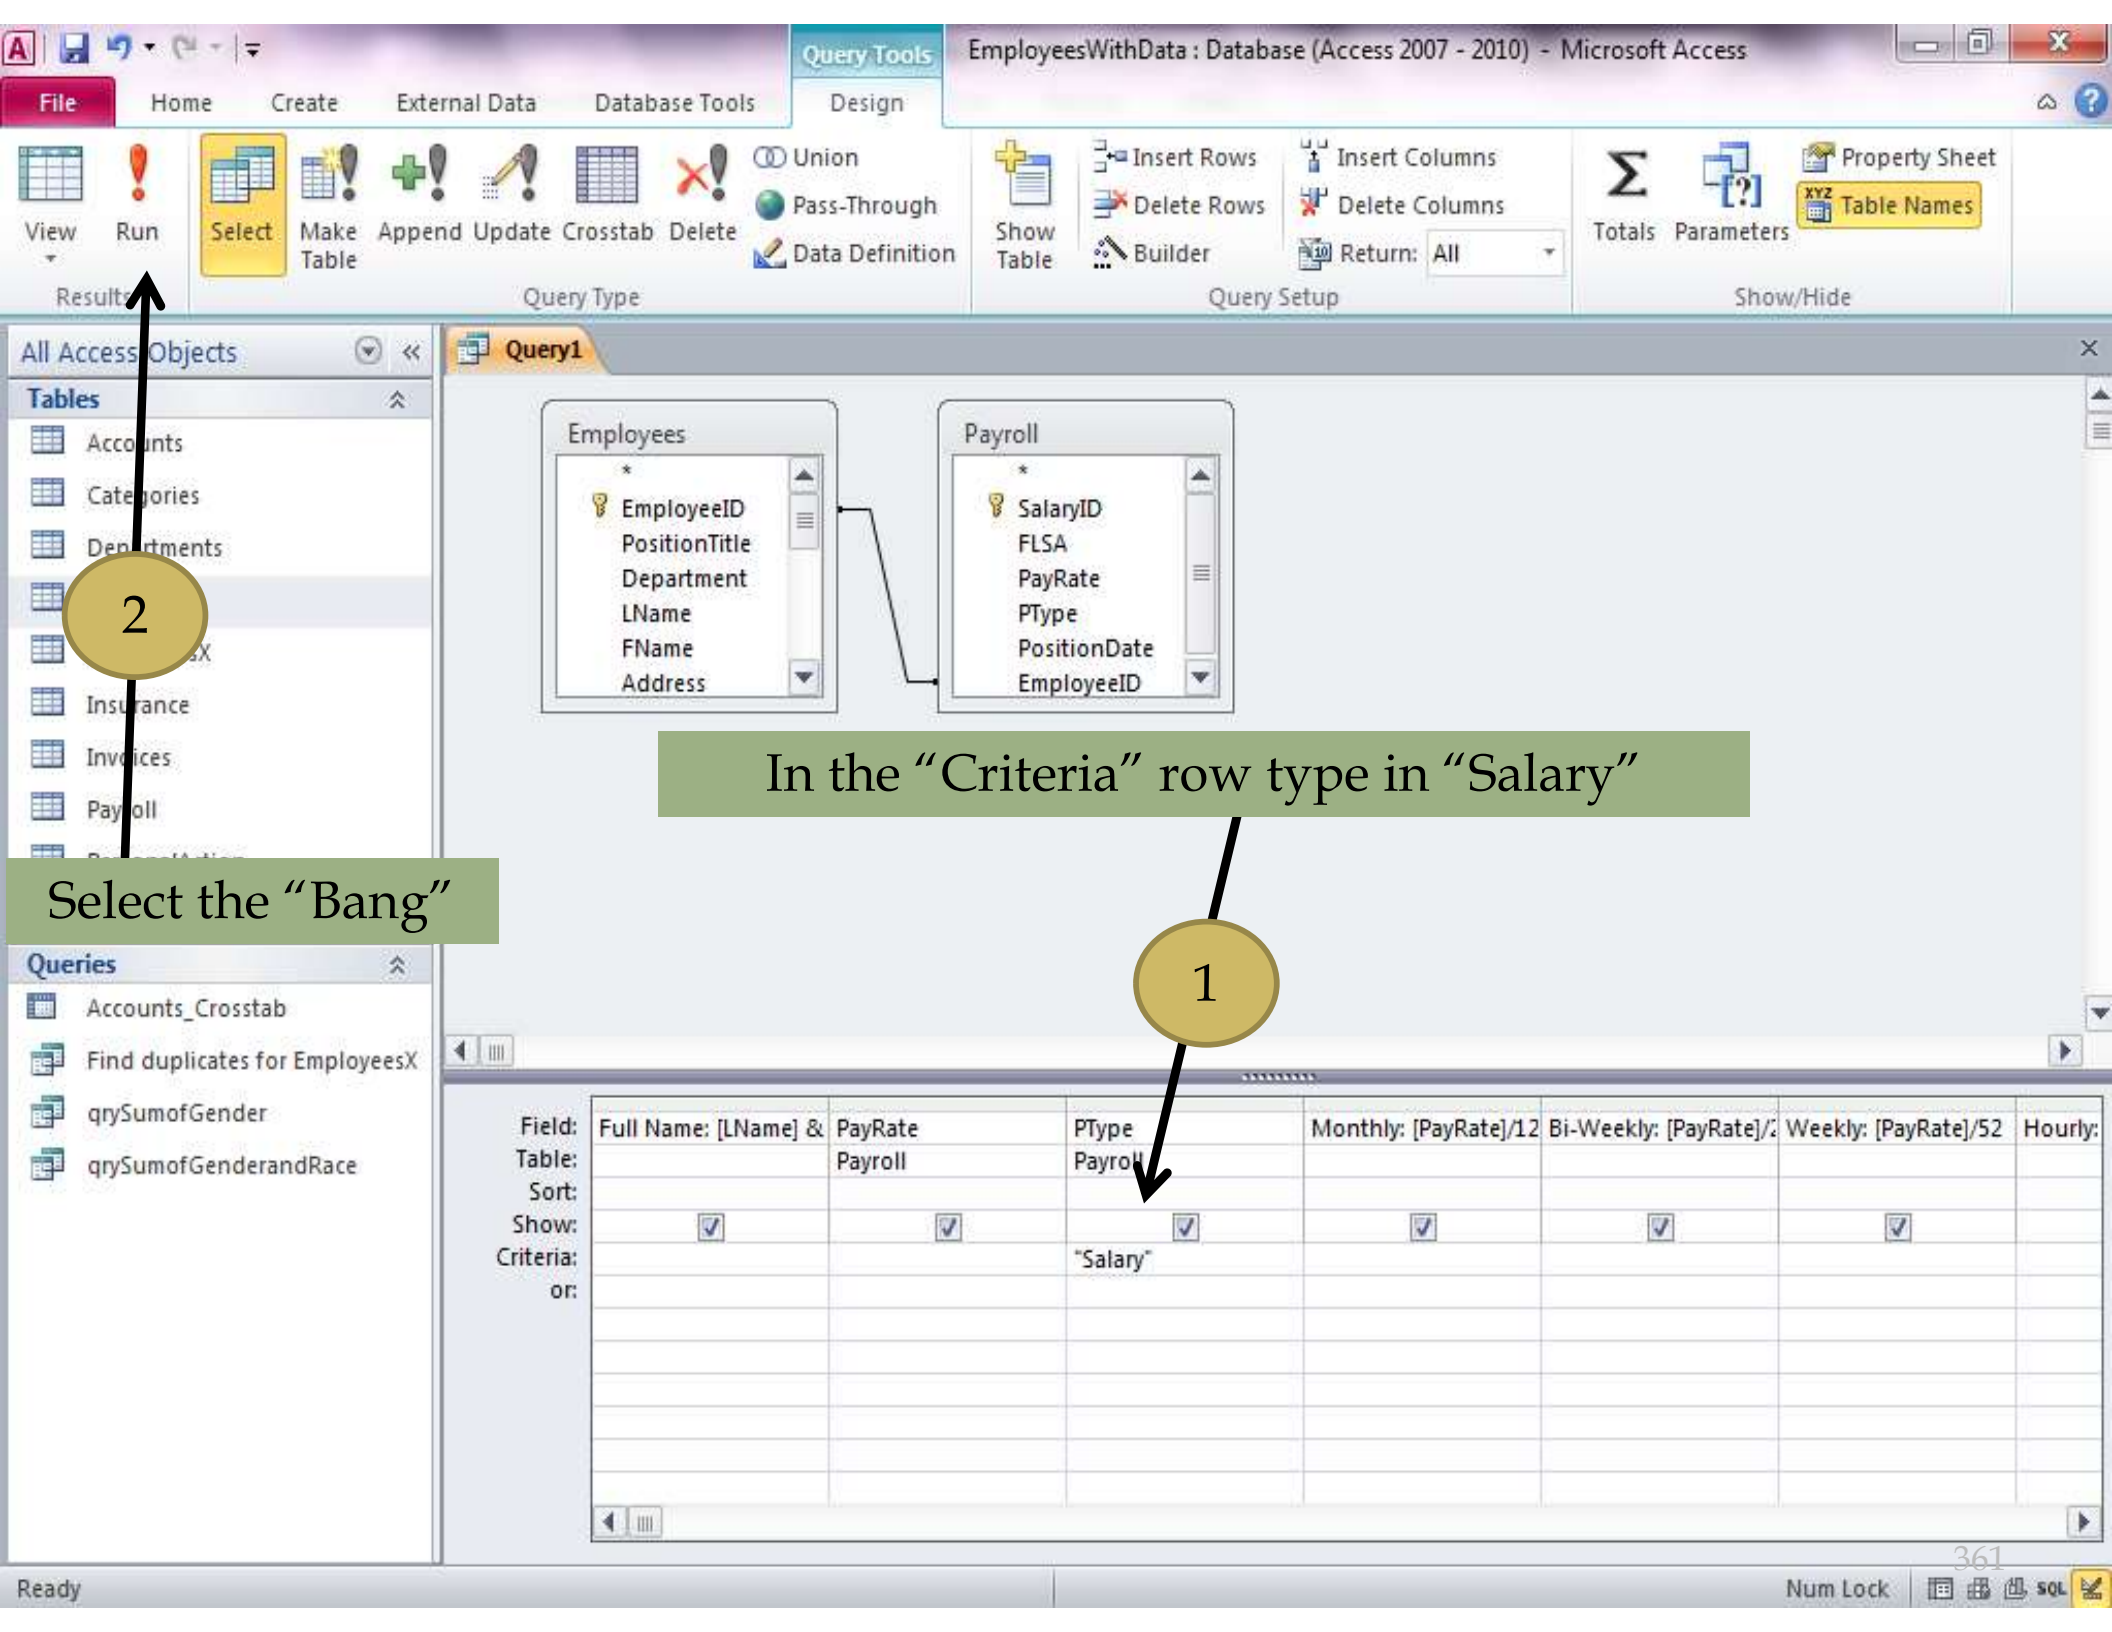 A
Query Tools
EmployeesWithData : Database (Access 2007 - 2010) - Microsoft Access
File Home Create External Data Database Tools Design
View
Run
Select
Make Table
Append
Update
Crosstab
Delete
Union
Pass-Through
Data Definition
Show Table
Insert Rows
Delete Rows
Builder
Insert Columns
Delete Columns
Return: All
Totals
Parameters
Property Sheet
Table Names
Results
Query Type
Query Setup
Show/Hide
All Access Objects
Query1
Tables
Accounts
Categories
Departments
2
Insurance
Invoices
Payroll
Select the “Bang”
Queries
Accounts_Crosstab
Find duplicates for EmployeesX
qrySumofGender
qrySumofGenderandRace
Employees
*
EmployeeID
PositionTitle
Department
LName
FName
Address
Payroll
*
SalaryID
FLSA
PayRate
PType
PositionDate
EmployeeID
In the “Criteria” row type in “Salary”
1
Field: Full Name: [LName] & PayRate PType Monthly: [PayRate]/12 Bi-Weekly: [PayRate]/2 Weekly: [PayRate]/52 Hourly:
Table: Payroll Payroll
Sort:
Show:
Criteria: "Salary"
or:
361
Ready
Num Lock
SQL